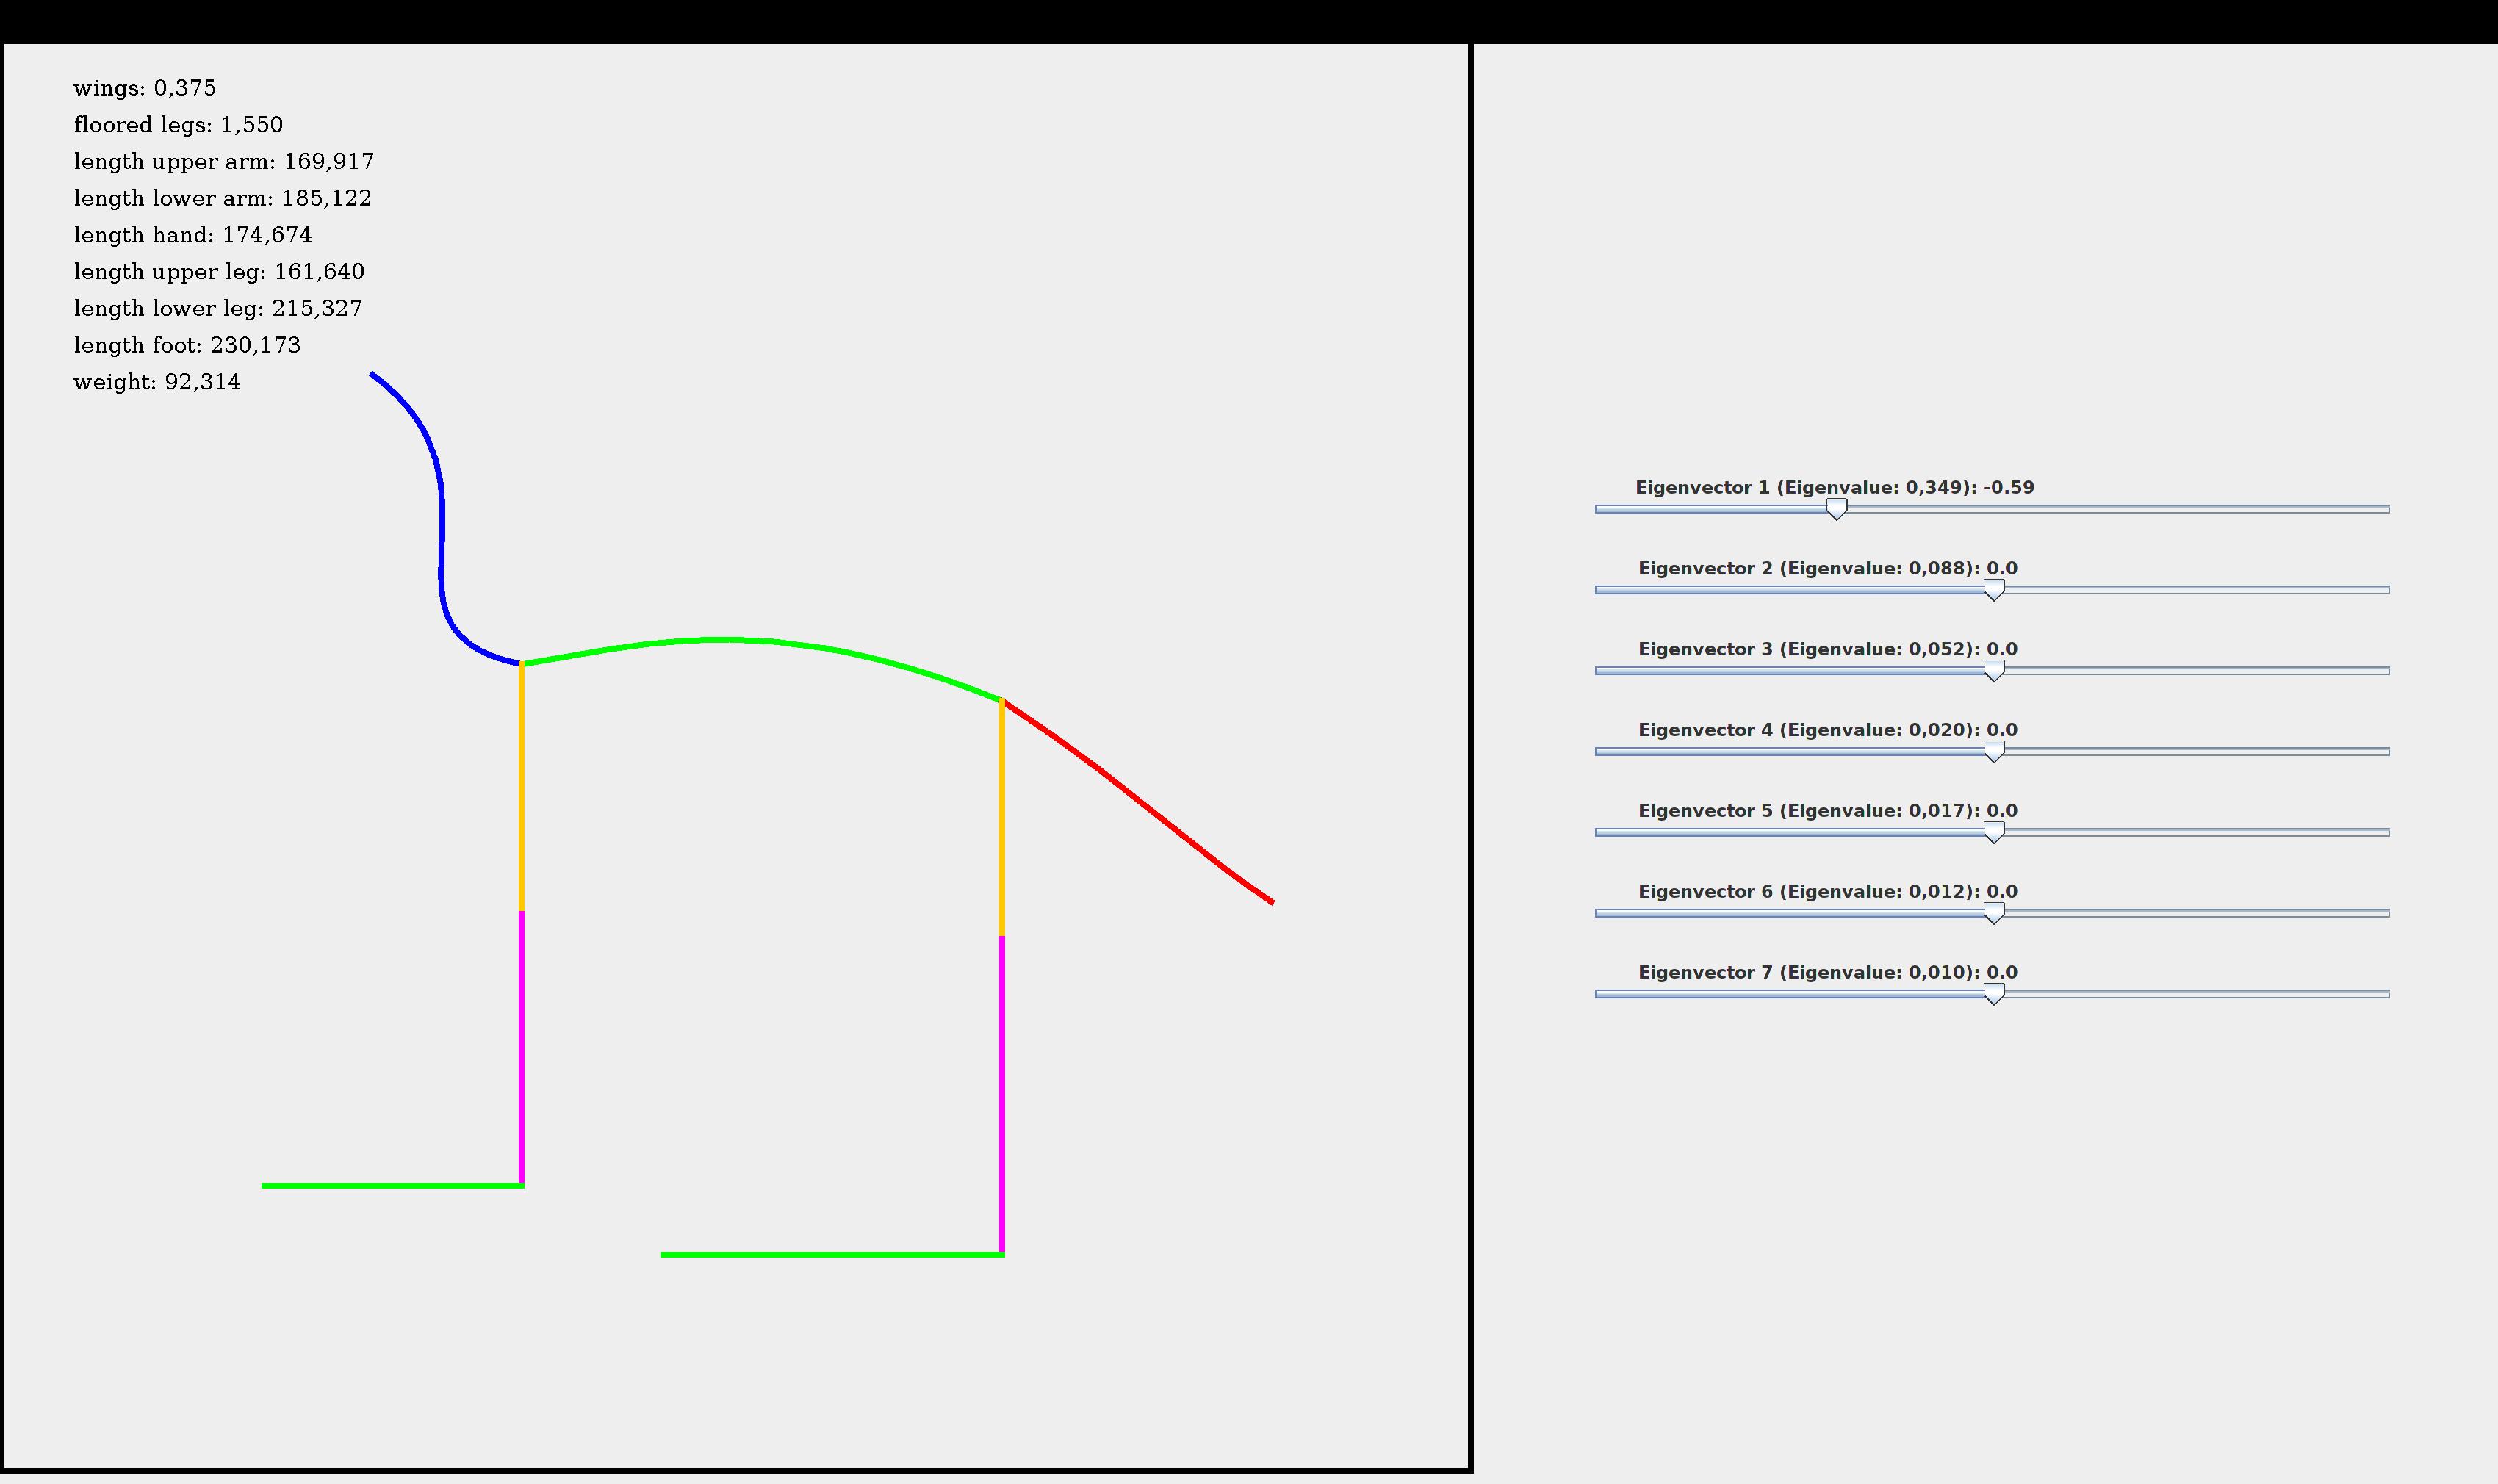 wings: 0,375
floored legs: 1,550
length upper arm: 169,917
length lower arm: 185,122
length hand: 174,674
length upper leg: 161,640
length lower leg: 215,327
length foot: 230,173
weight: 92,314
Eigenvector 1 (Eigenvalue: 0,349): -0.59
Eigenvector 2 (Eigenvalue: 0,088): 0.0
Eigenvector 3 (Eigenvalue: 0,052): 0.0
Eigenvector 4 (Eigenvalue: 0,020): 0.0
Eigenvector 5 (Eigenvalue: 0,017): 0.0
Eigenvector 6 (Eigenvalue: 0,012): 0.0
Eigenvector 7 (Eigenvalue: 0,010): 0.0